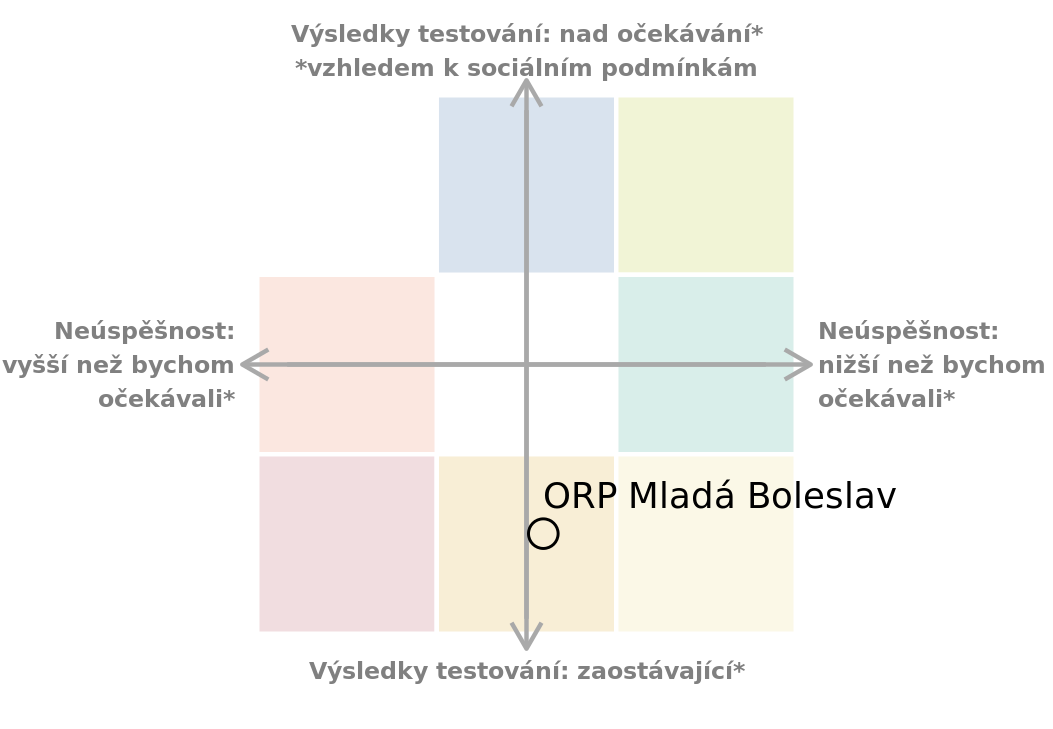 Výsledky testování: nad očekávání*
*vzhledem k sociálním podmínkám
Neúspěšnost:
vyšší než bychom
očekávali*
Neúspěšnost:
nižší než bychom
očekávali*
ORP Mladá Boleslav
Výsledky testování: zaostávající*